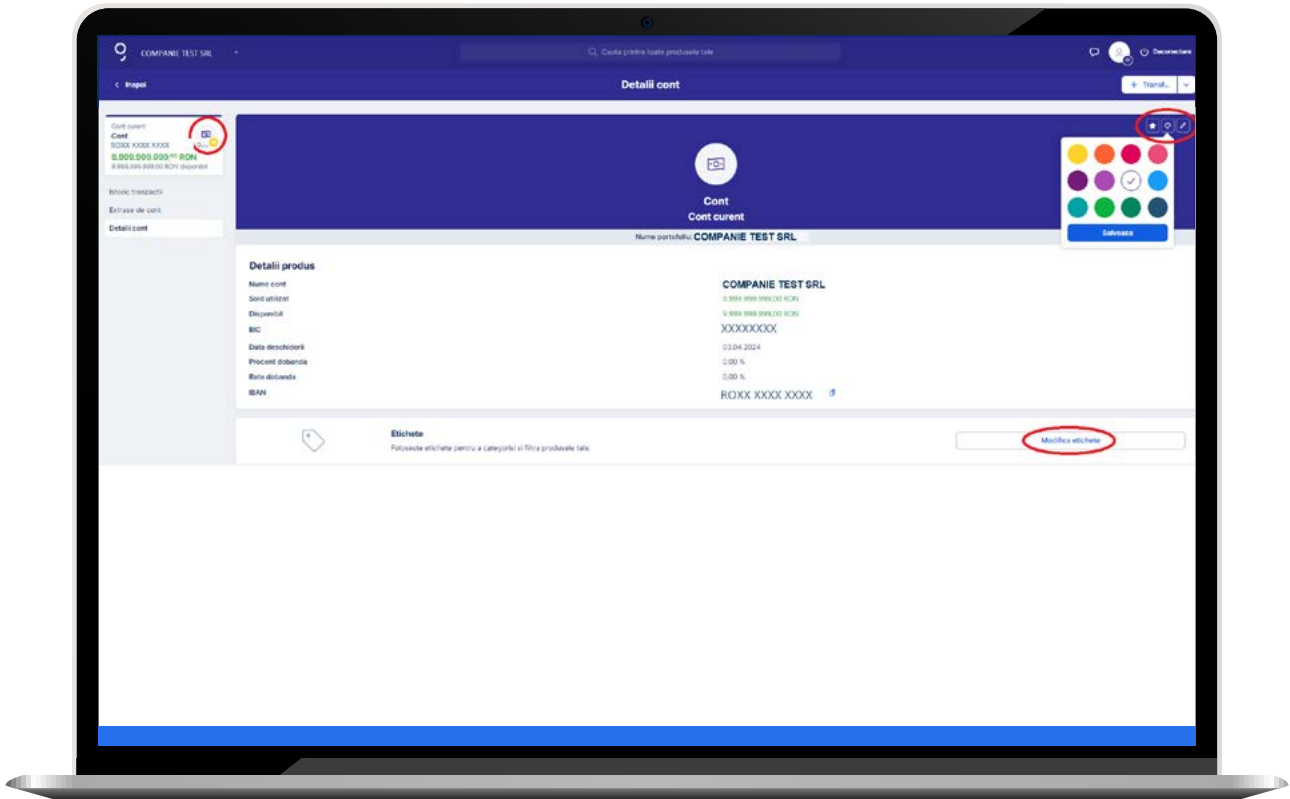 COMPANIE TEST SRL
Cauta printre toate produsele tale
Deconectare
Inapoi
Detalii cont
+ Transf...
Cont curent
Cont
ROXX XXXX XXXX
9.999.999.999,00 RON
9.999.999.999,00 RON disponibil
Istoric tranzactii
Extrase de cont
Detalii cont
Cont
Cont curent
Nume portofoliu: COMPANIE TEST SRL
Salveaza
Detalii produs
Nume cont COMPANIE TEST SRL
Sold utilizat 9.999.999.999,00 RON
Disponibil 9.999.999.999,00 RON
BIC XXXXXXXX
Data deschiderii 03.04.2024
Procent dobanda 0,00 %
Rata dobanda 0,00 %
IBAN ROXX XXXX XXXX
Etichete
Foloseste etichete pentru a categorisi si filtra produsele tale.
Modifica etichete